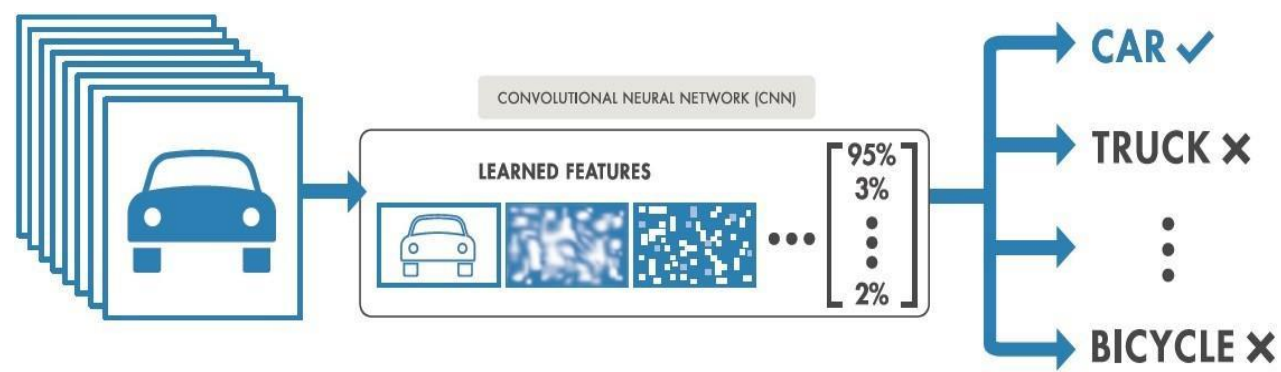 CONVOLUTIONAL NEURAL NETWORK (CNN)
LEARNED FEATURES
95%
3%
2%
CAR
TRUCK
BICYCLE